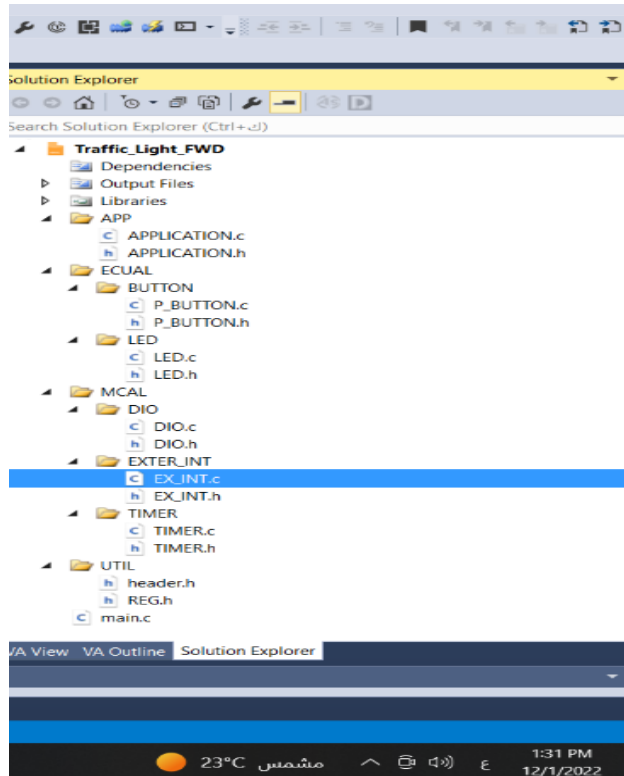 Solution Explorer
Search Solution Explorer (Ctrl+ك)
Traffic_Light_FWD
Dependencies
Output Files
Libraries
APP
APPLICATION.c
APPLICATION.h
ECUAL
BUTTON
P_BUTTON.c
P_BUTTON.h
LED
LED.c
LED.h
MCAL
DIO
DIO.c
DIO.h
EXTER_INT
EX_INT.c
EX_INT.h
TIMER
TIMER.c
TIMER.h
UTIL
header.h
REG.h
main.c
VA View VA Outline Solution Explorer
23°C مشمس ع 1:31 PM
12/1/2022